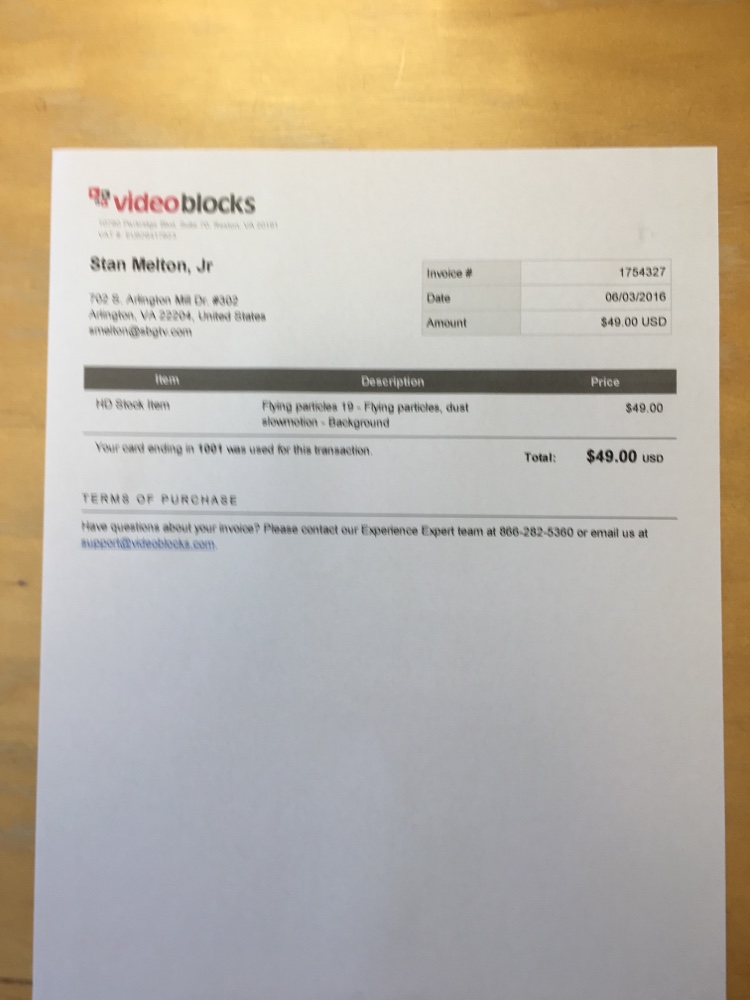 videoblocks
Stan Melton, Jr
702 S. Arlington Mill Dr. #302
Arlington, VA 22204, United States
smelton@sbgtv.com
Invoice # 1754327
Date 06/03/2016
Amount $49.00 USD
Item Description Price
HD Stock Item Flying particles 19 - Flying particles, dust $49.00
slowmotion - Background
Your card ending in 1001 was used for this transaction.
Total: $49.00 USD
TERMS OF PURCHASE
Have questions about your invoice? Please contact our Experience Expert team at 866-282-5360 or email us at
support@videoblocks.com.